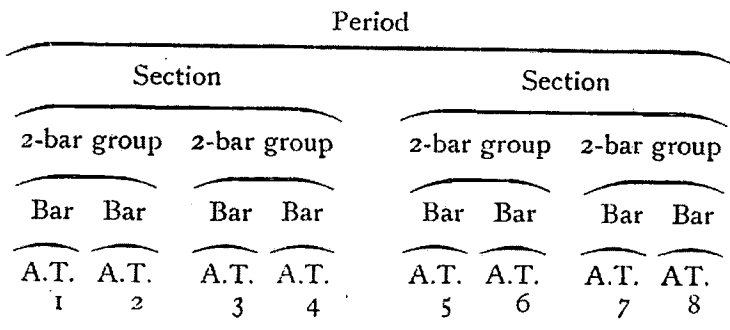 Period
Section Section
2-bar group 2-bar group 2-bar group 2-bar group
Bar Bar Bar Bar Bar Bar Bar Bar
A.T. A.T. A.T. A.T. A.T. A.T. A.T. AT.
1 2 3 4 5 6 7 8